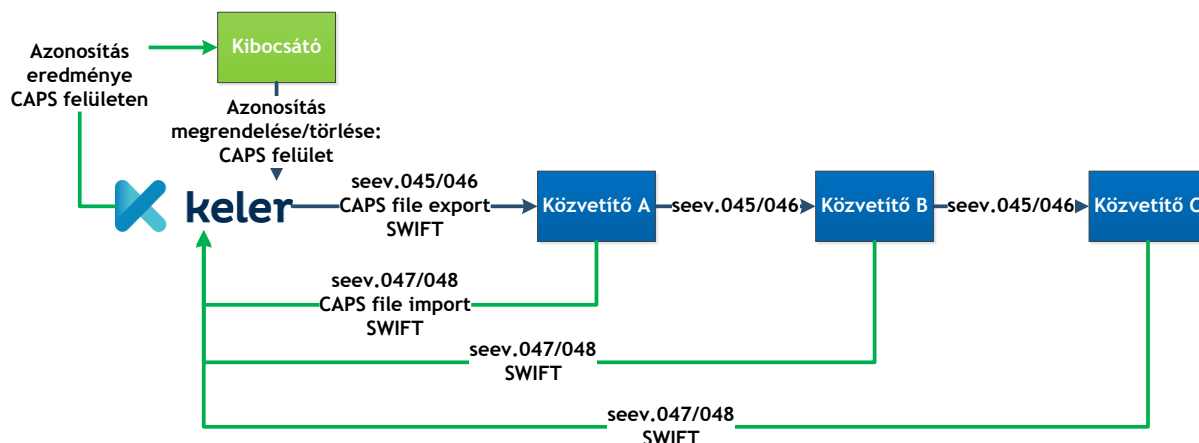 Azonosítás
eredménye
CAPS felületen
Kibocsátó
Azonosítás
megrendelése/törlése:
CAPS felület
keler
seev.045/046
CAPS file export
SWIFT
Közvetítő A
seev.045/046
Közvetítő B
seev.045/046
Közvetítő C
seev.047/048
CAPS file import
SWIFT
seev.047/048
SWIFT
seev.047/048
SWIFT